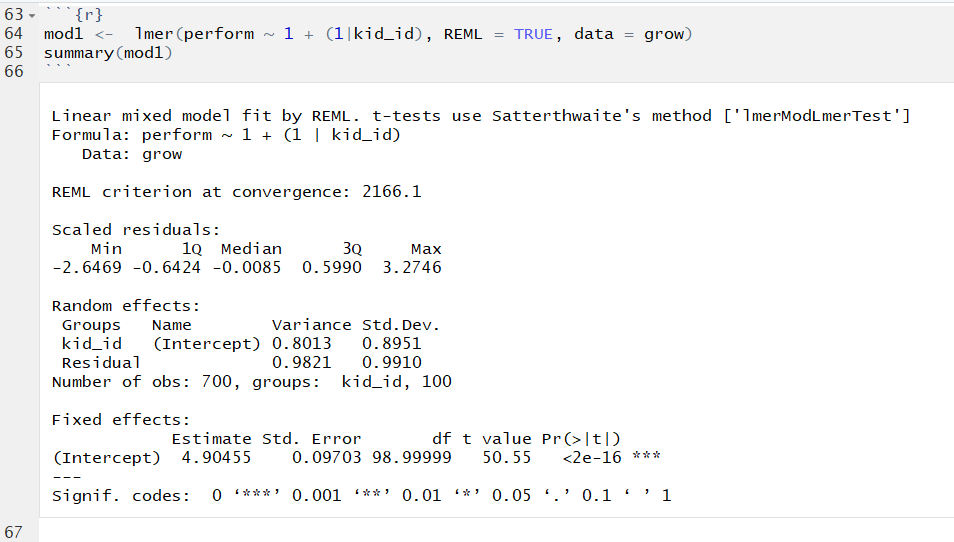 63 ```{r}
64 mod1 <-  lmer(perform ~ 1 + (1|kid_id), REML = TRUE, data = grow)
65 summary(mod1)
66 ```
Linear mixed model fit by REML. t-tests use Satterthwaite's method ['lmerModLmerTest']
Formula: perform ~ 1 + (1 | kid_id)
   Data: grow
REML criterion at convergence: 2166.1
Scaled residuals:
    Min      1Q  Median      3Q     Max
-2.6469 -0.6424 -0.0085  0.5990  3.2746
Random effects:
 Groups   Name        Variance Std.Dev.
 kid_id   (Intercept) 0.8013   0.8951
 Residual             0.9821   0.9910
Number of obs: 700, groups:  kid_id, 100
Fixed effects:
            Estimate Std. Error       df t value Pr(>|t|)
(Intercept)  4.90455    0.09703 98.99999   50.55   <2e-16 ***
---
Signif. codes:  0 ‘***’ 0.001 ‘**’ 0.01 ‘*’ 0.05 ‘.’ 0.1 ‘ ’ 1
67